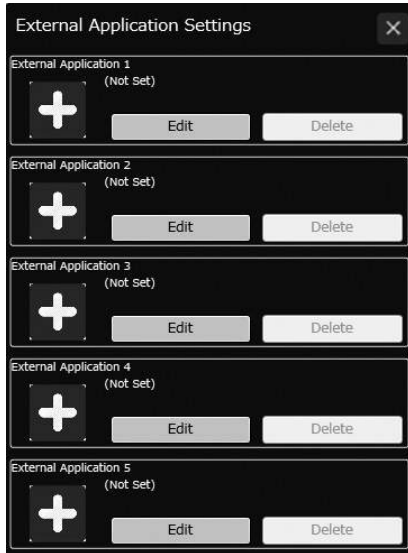 External Application Settings
External Application 1
(Not Set)
Edit Delete
External Application 2
(Not Set)
Edit Delete
External Application 3
(Not Set)
Edit Delete
External Application 4
(Not Set)
Edit Delete
External Application 5
(Not Set)
Edit Delete